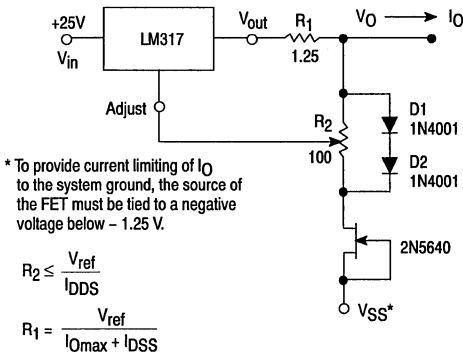 +25V
Vin
LM317
Vout
R1
1.25
VO
IO
Adjust
R2
100
D1
1N4001
D2
1N4001
* To provide current limiting of IO
to the system ground, the source of
the FET must be tied to a negative
voltage below – 1.25 V.
2N5640
R2 ≤ Vref
IDDS
VSS*
R1 = Vref
IOmax + IDSS